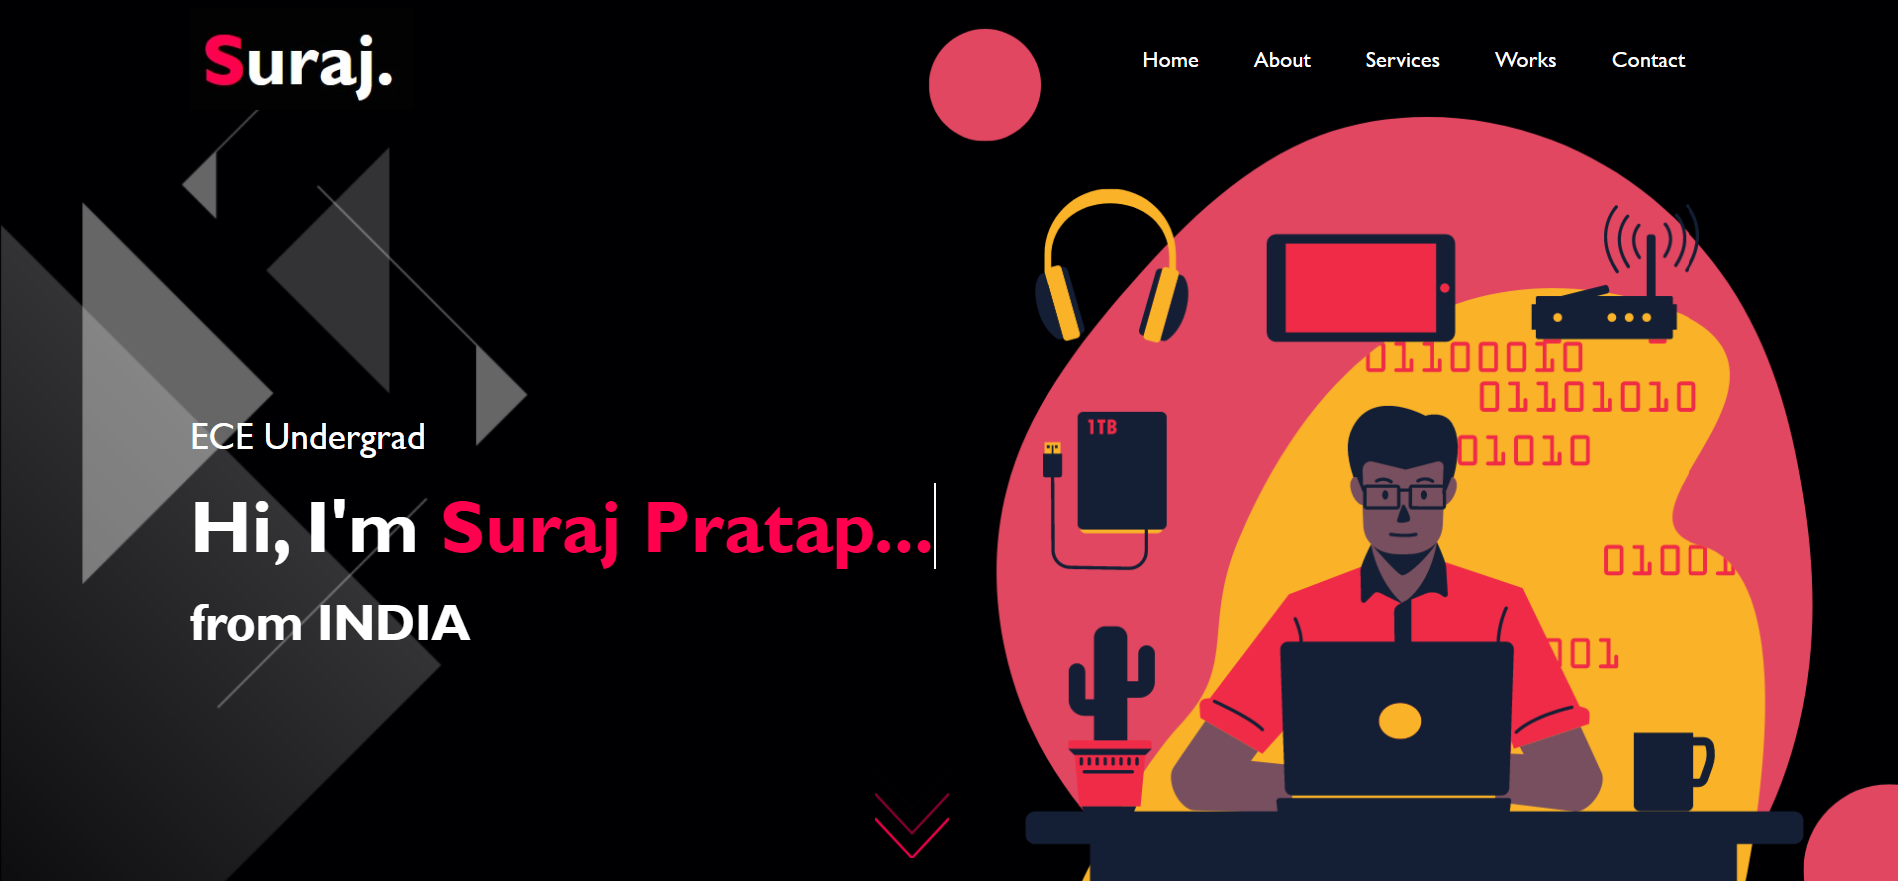 Suraj.
Home About Services Works Contact
ECE Undergrad
Hi, I'm Suraj Pratap...
from INDIA
1TB
01100010
01101010
01010
01001
001